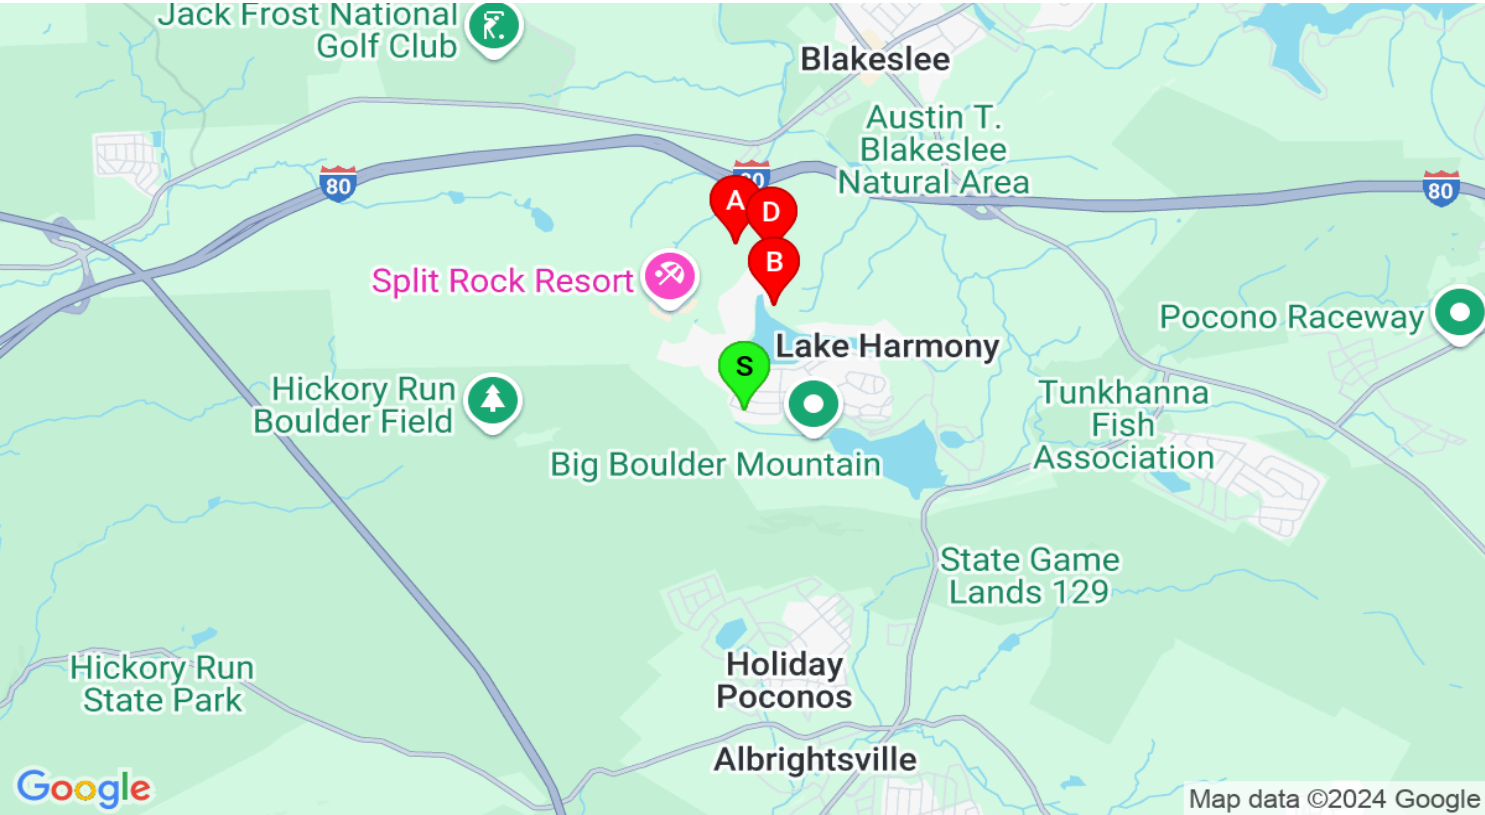 Jack Frost National
Golf Club
Blakeslee
Austin T.
Blakeslee
Natural Area
80
80
80
A
D
B
Split Rock Resort
Pocono Raceway
Lake Harmony
S
Hickory Run
Boulder Field
Tunkhanna
Fish
Association
Big Boulder Mountain
State Game
Lands 129
Hickory Run
State Park
Holiday
Poconos
Albrightsville
Google
Map data ©2024 Google